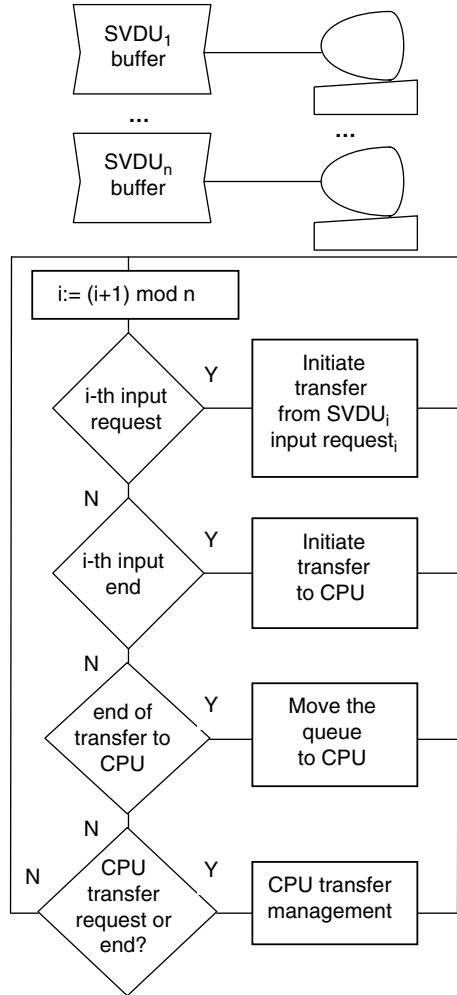 SVDU₁
buffer
...
...
SVDUₙ
buffer
i:= (i+1) mod n
i-th input
request
Y
Initiate
transfer
from SVDUᵢ
input requestᵢ
N
i-th input
end
Y
Initiate
transfer
to CPU
N
end of
transfer to
CPU
Y
Move the
queue
to CPU
N
N
CPU
transfer
request or
end?
Y
CPU transfer
management